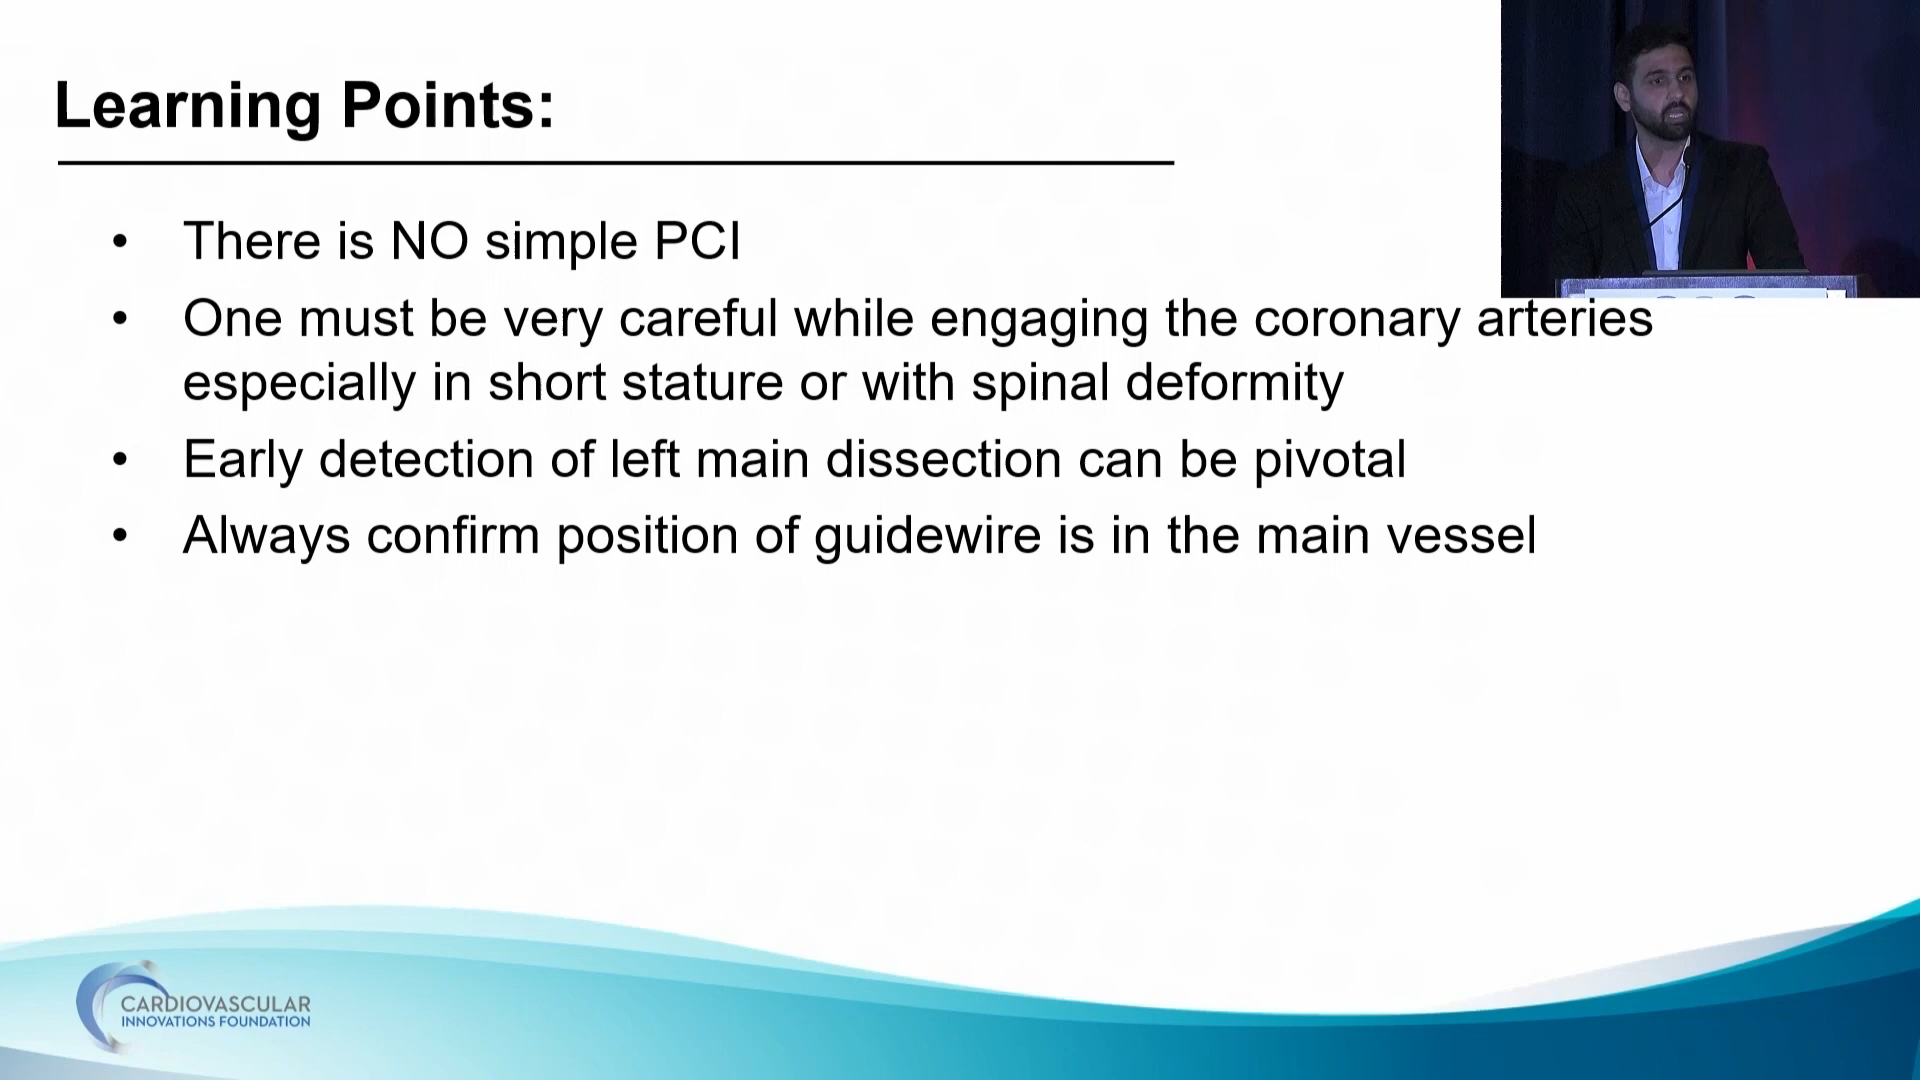 Learning Points:
• There is NO simple PCI
• One must be very careful while engaging the coronary arteries
especially in short stature or with spinal deformity
• Early detection of left main dissection can be pivotal
• Always confirm position of guidewire is in the main vessel
CARDIOVASCULAR
INNOVATIONS FOUNDATION